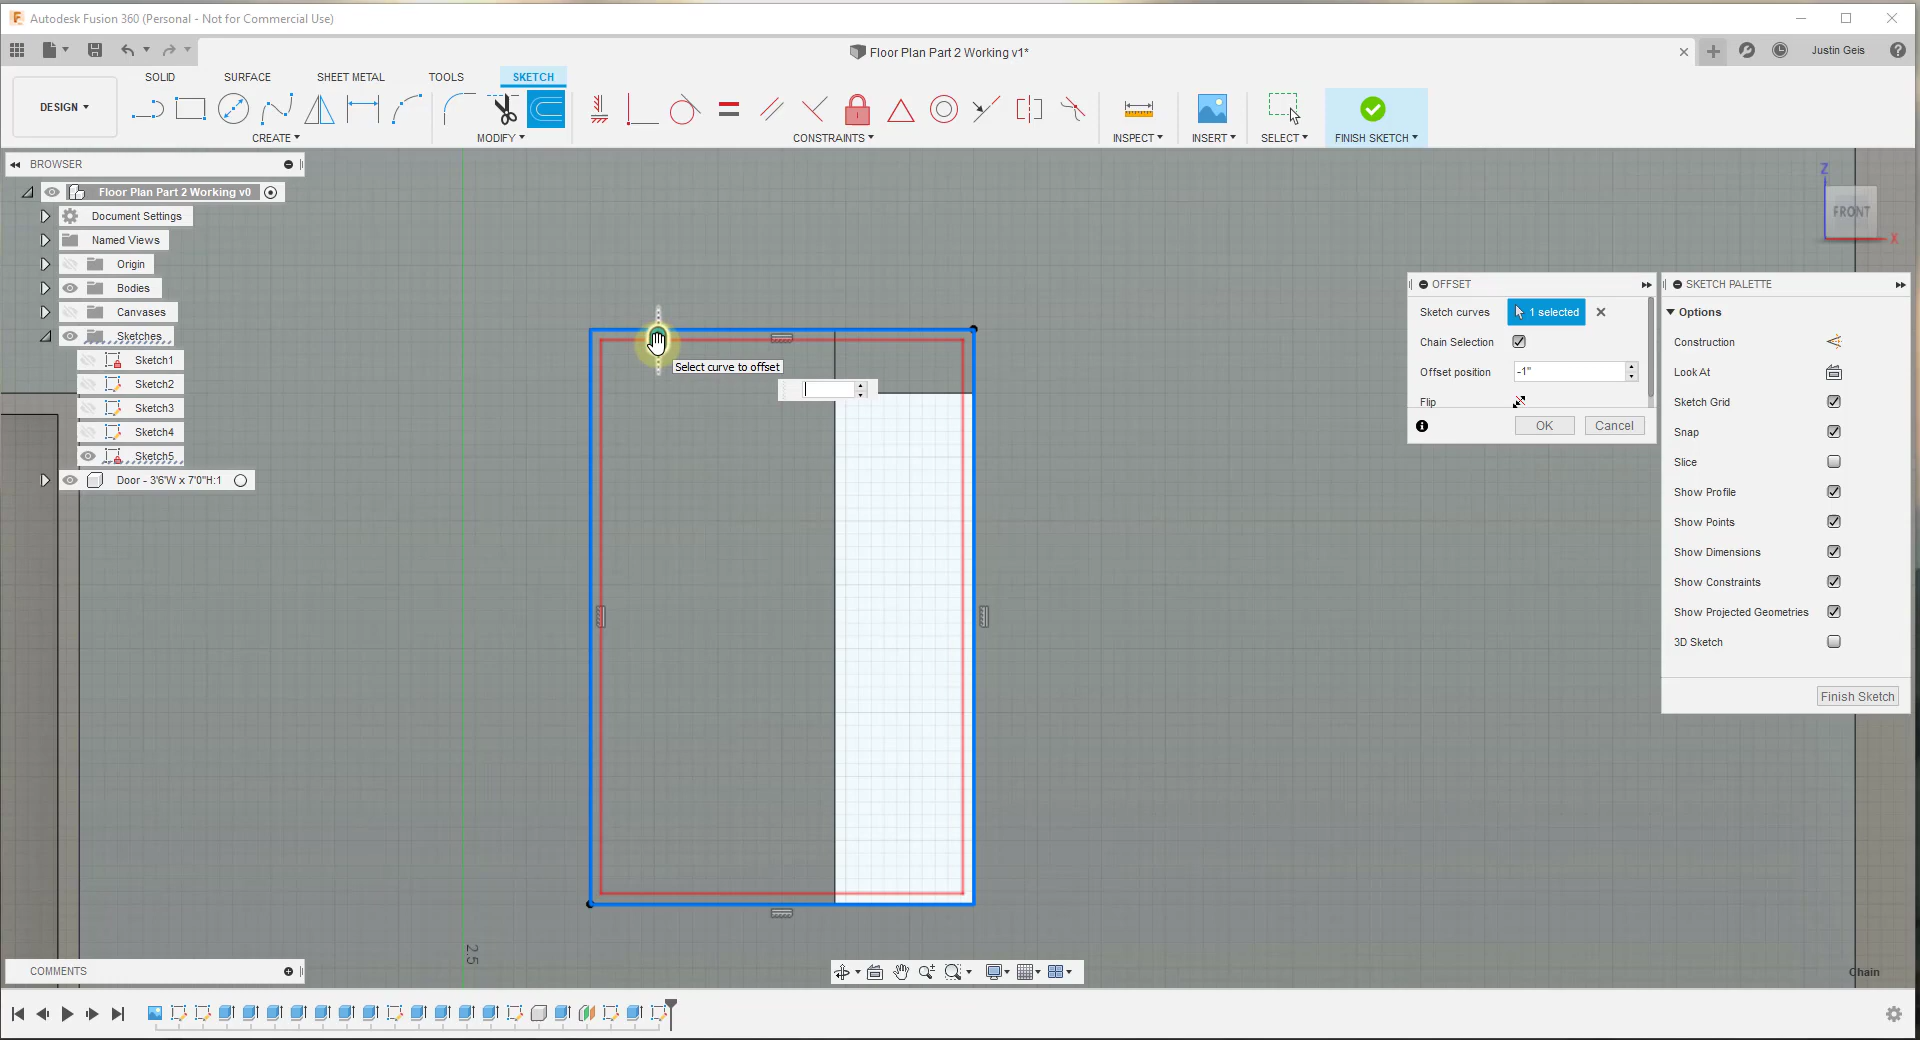 Autodesk Fusion 360 (Personal - Not for Commercial Use)
Floor Plan Part 2 Working v1*
Justin Geis
SOLID
SURFACE
SHEET METAL
TOOLS
SKETCH
DESIGN
CREATE
MODIFY
CONSTRAINTS
INSPECT
INSERT
SELECT
FINISH SKETCH
BROWSER
Floor Plan Part 2 Working v0
Document Settings
Named Views
Origin
Bodies
Canvases
Sketches
Sketch1
Sketch2
Sketch3
Sketch4
Sketch5
Door - 3'6'W x 7'0"H:1
Select curve to offset
2.5
Z
FRONT
X
OFFSET
Sketch curves
1 selected
Chain Selection
Offset position
-1"
Flip
OK
Cancel
SKETCH PALETTE
Options
Construction
Look At
Sketch Grid
Snap
Slice
Show Profile
Show Points
Show Dimensions
Show Constraints
Show Projected Geometries
3D Sketch
Finish Sketch
COMMENTS
Chain